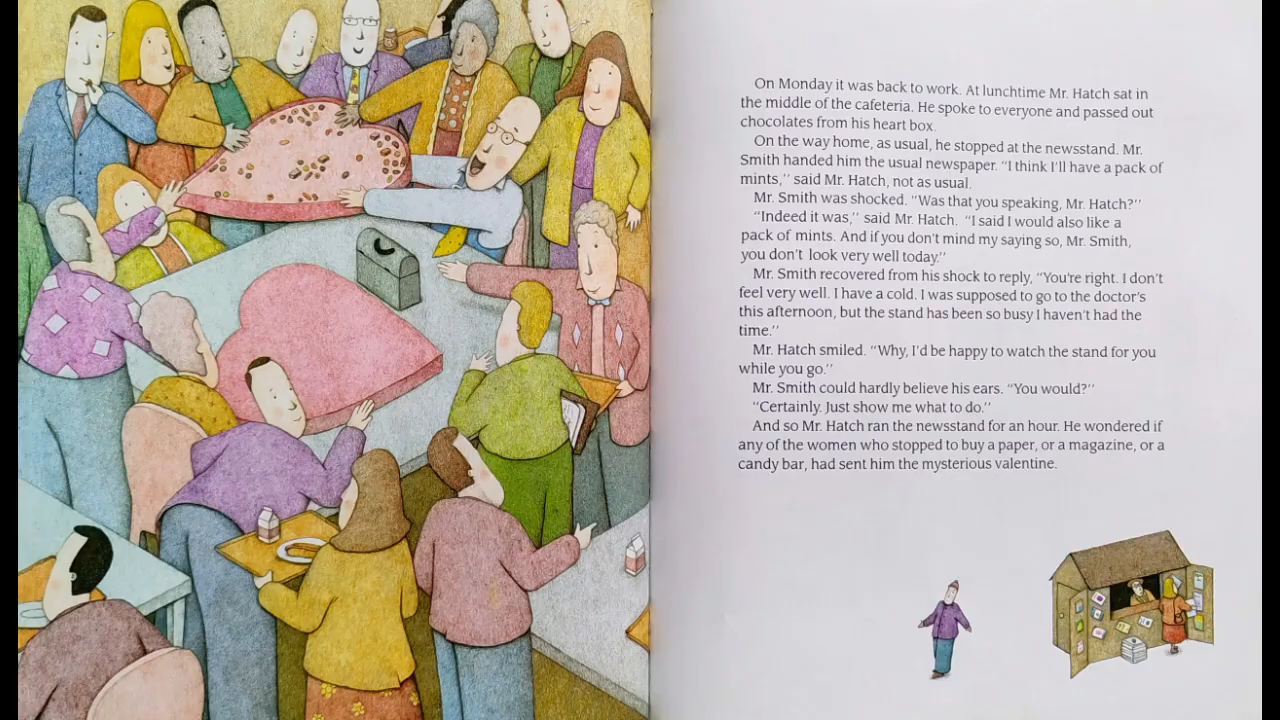 On Monday it was back to work. At lunchtime Mr. Hatch sat in
the middle of the cafeteria. He spoke to everyone and passed out
chocolates from his heart box.
On the way home, as usual, he stopped at the newsstand. Mr.
Smith handed him the usual newspaper. “I think I’ll have a pack of
mints,” said Mr. Hatch, not as usual.
Mr. Smith was shocked. “Was that you speaking, Mr. Hatch?”
“Indeed it was,” said Mr. Hatch. “I said I would also like a
pack of mints. And if you don’t mind my saying so, Mr. Smith,
you don’t look very well today.”
Mr. Smith recovered from his shock to reply, “You’re right. I don’t
feel very well. I have a cold. I was supposed to go to the doctor’s
this afternoon, but the stand has been so busy I haven’t had the
time.”
Mr. Hatch smiled. “Why, I’d be happy to watch the stand for you
while you go.”
Mr. Smith could hardly believe his ears. “You would?”
“Certainly. Just show me what to do.”
And so Mr. Hatch ran the newsstand for an hour. He wondered if
any of the women who stopped to buy a paper, or a magazine, or a
candy bar, had sent him the mysterious valentine.